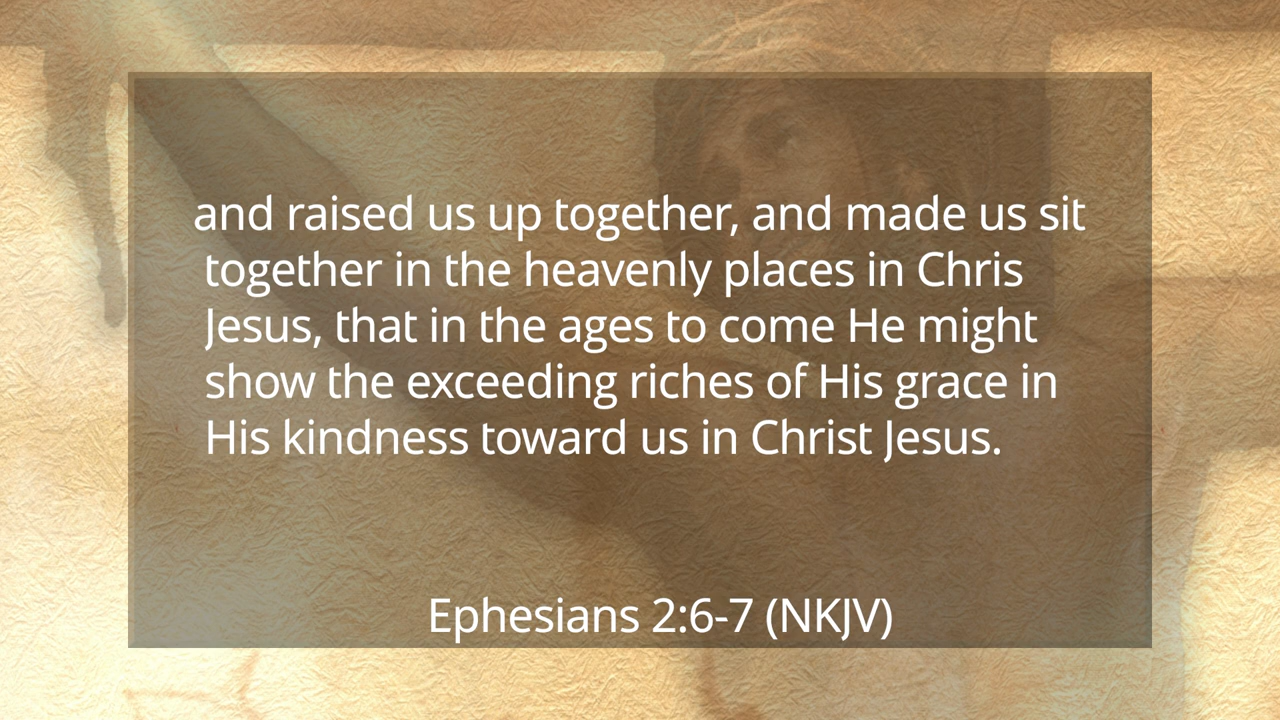 and raised us up together, and made us sit
together in the heavenly places in Chris
Jesus, that in the ages to come He might
show the exceeding riches of His grace in
His kindness toward us in Christ Jesus.
Ephesians 2:6-7 (NKJV)